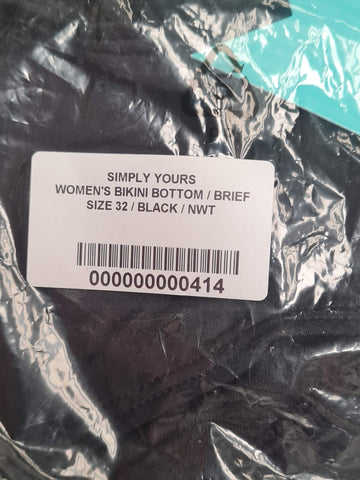 SIMPLY YOURS
WOMEN'S BIKINI BOTTOM / BRIEF
SIZE 32 / BLACK / NWT
000000000414